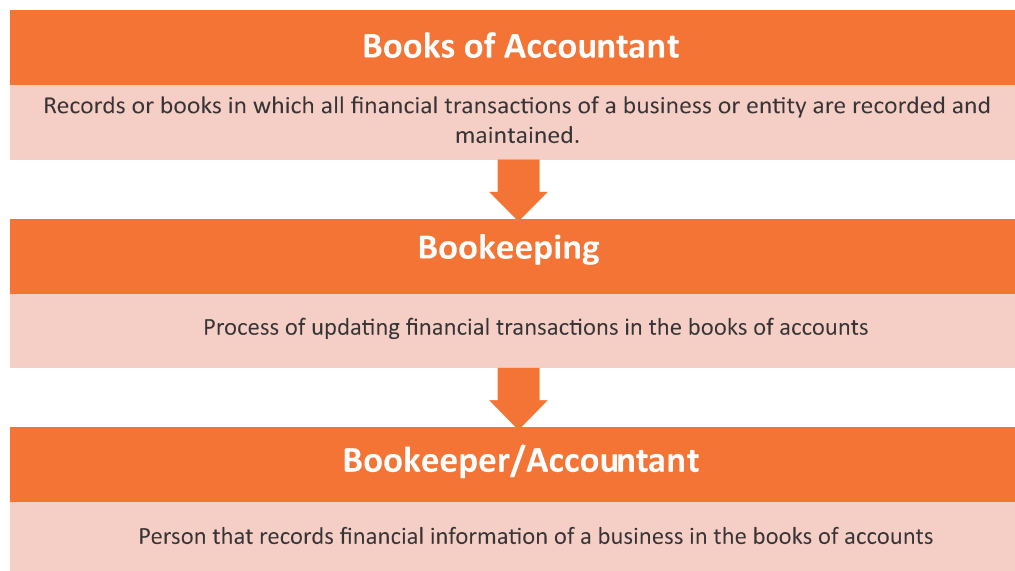 Books of Accountant
Records or books in which all financial transactions of a business or entity are recorded and
maintained.
Bookeeping
Process of updating financial transactions in the books of accounts
Bookeeper/Accountant
Person that records financial information of a business in the books of accounts